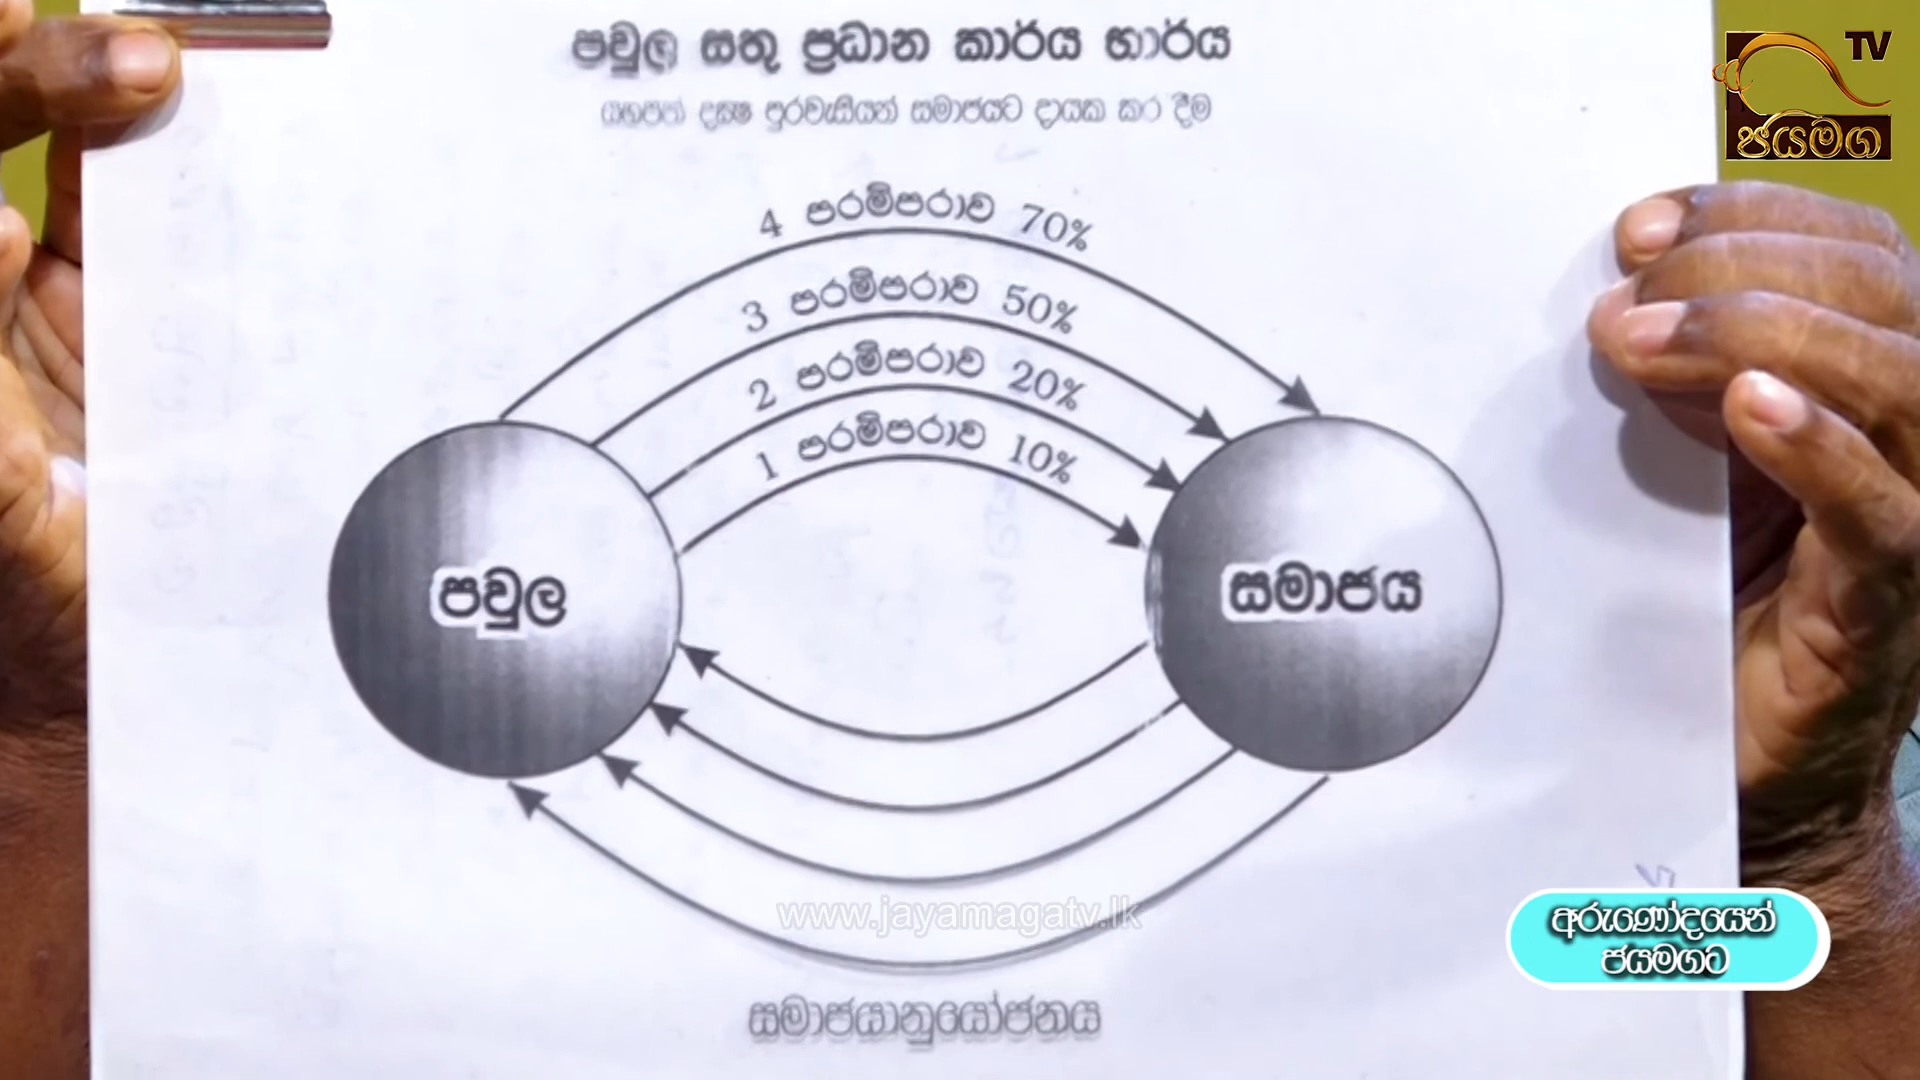 පවුල සතු ප්‍රධාන කාර්ය භාර්ය
යහපත් දක්ෂ පුරවැසියන් සමාජයට දායක කර දීම
TV
ජයමග
4 පරම්පරාව 70%
3 පරම්පරාව 50%
2 පරම්පරාව 20%
1 පරම්පරාව 10%
පවුල
සමාජය
www.jayamagatv.lk
අරුණෝදයෙන්
ජයමගට
සමාජයානුයෝජනය